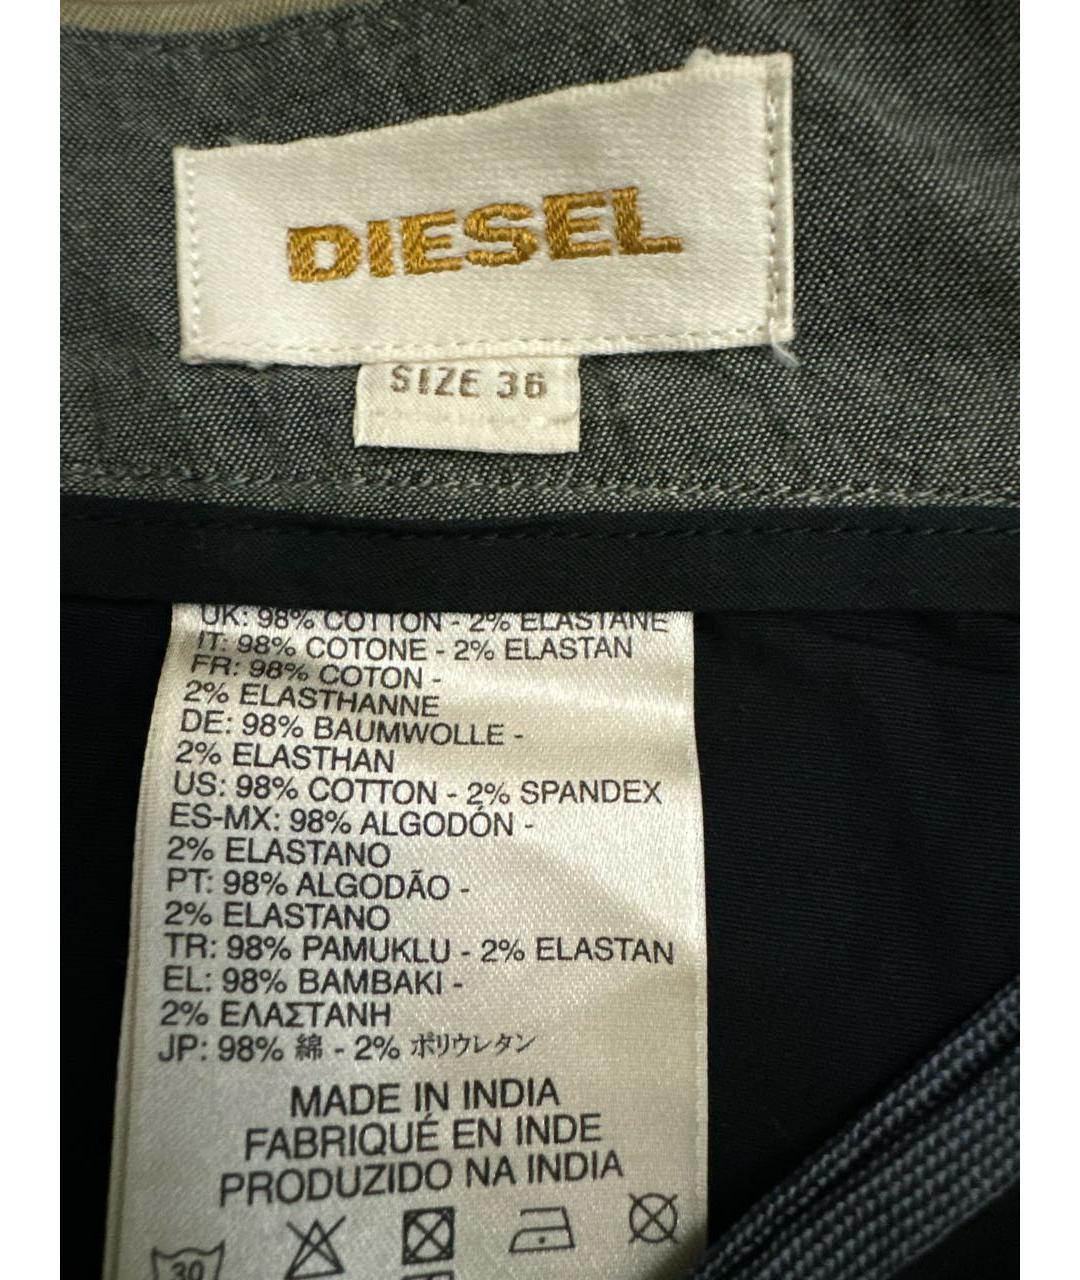 DIESEL
SIZE 36
UK: 98% COTTON - 2% ELASTANE
IT: 98% COTONE - 2% ELASTAN
FR: 98% COTON -
2% ELASTHANNE
DE: 98% BAUMWOLLE -
2% ELASTHAN
US: 98% COTTON - 2% SPANDEX
ES-MX: 98% ALGODÓN -
2% ELASTANO
PT: 98% ALGODÃO -
2% ELASTANO
TR: 98% PAMUKLU - 2% ELASTAN
EL: 98% BAMBAKI -
2% ΕΛΑΣΤΑΝΗ
JP: 98% 綿 - 2% ポリウレタン
MADE IN INDIA
FABRIQUÉ EN INDE
PRODUZIDO NA INDIA
30